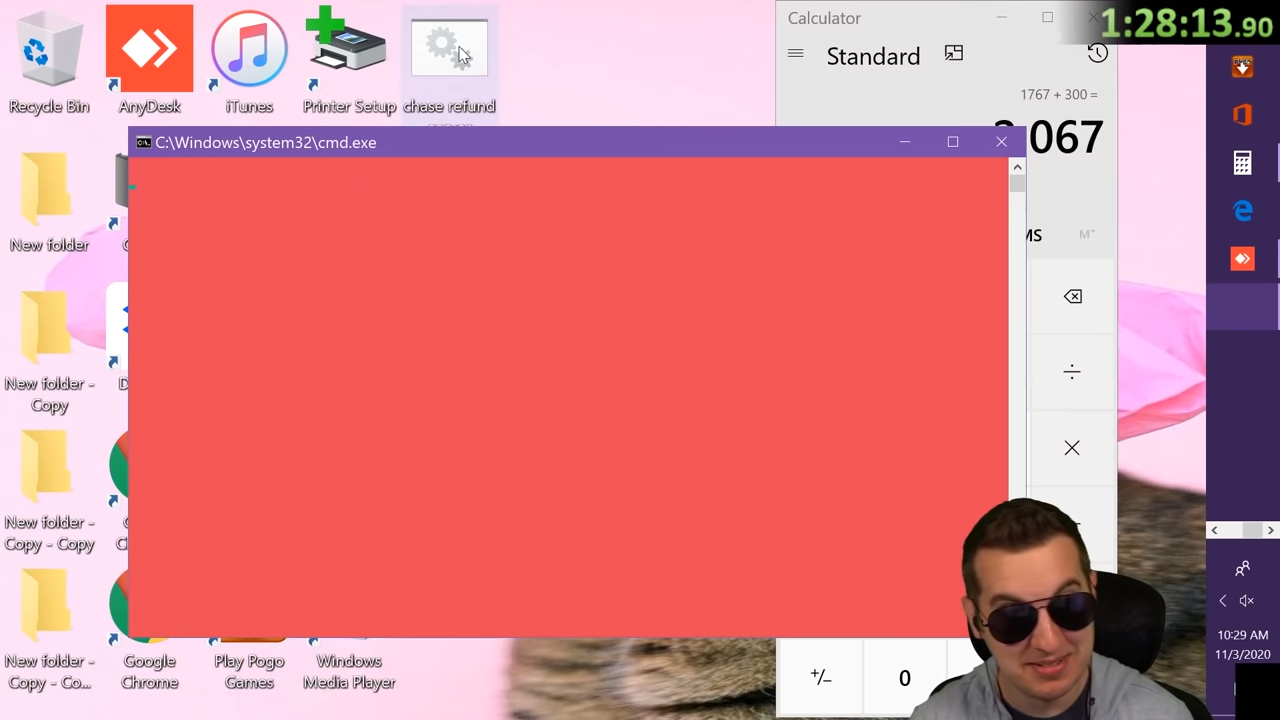 Calculator
1:28:13.90
Standard
1767 + 300 =
067
MS
M
Recycle Bin
AnyDesk
iTunes
Printer Setup
chase refund
C:\Windows\system32\cmd.exe
New folder
New folder -
Copy
New folder -
Copy - Copy
New folder -
Copy - Co...
Google
Chrome
Play Pogo
Games
Windows
Media Player
+/−
0
10:29 AM
11/3/2020